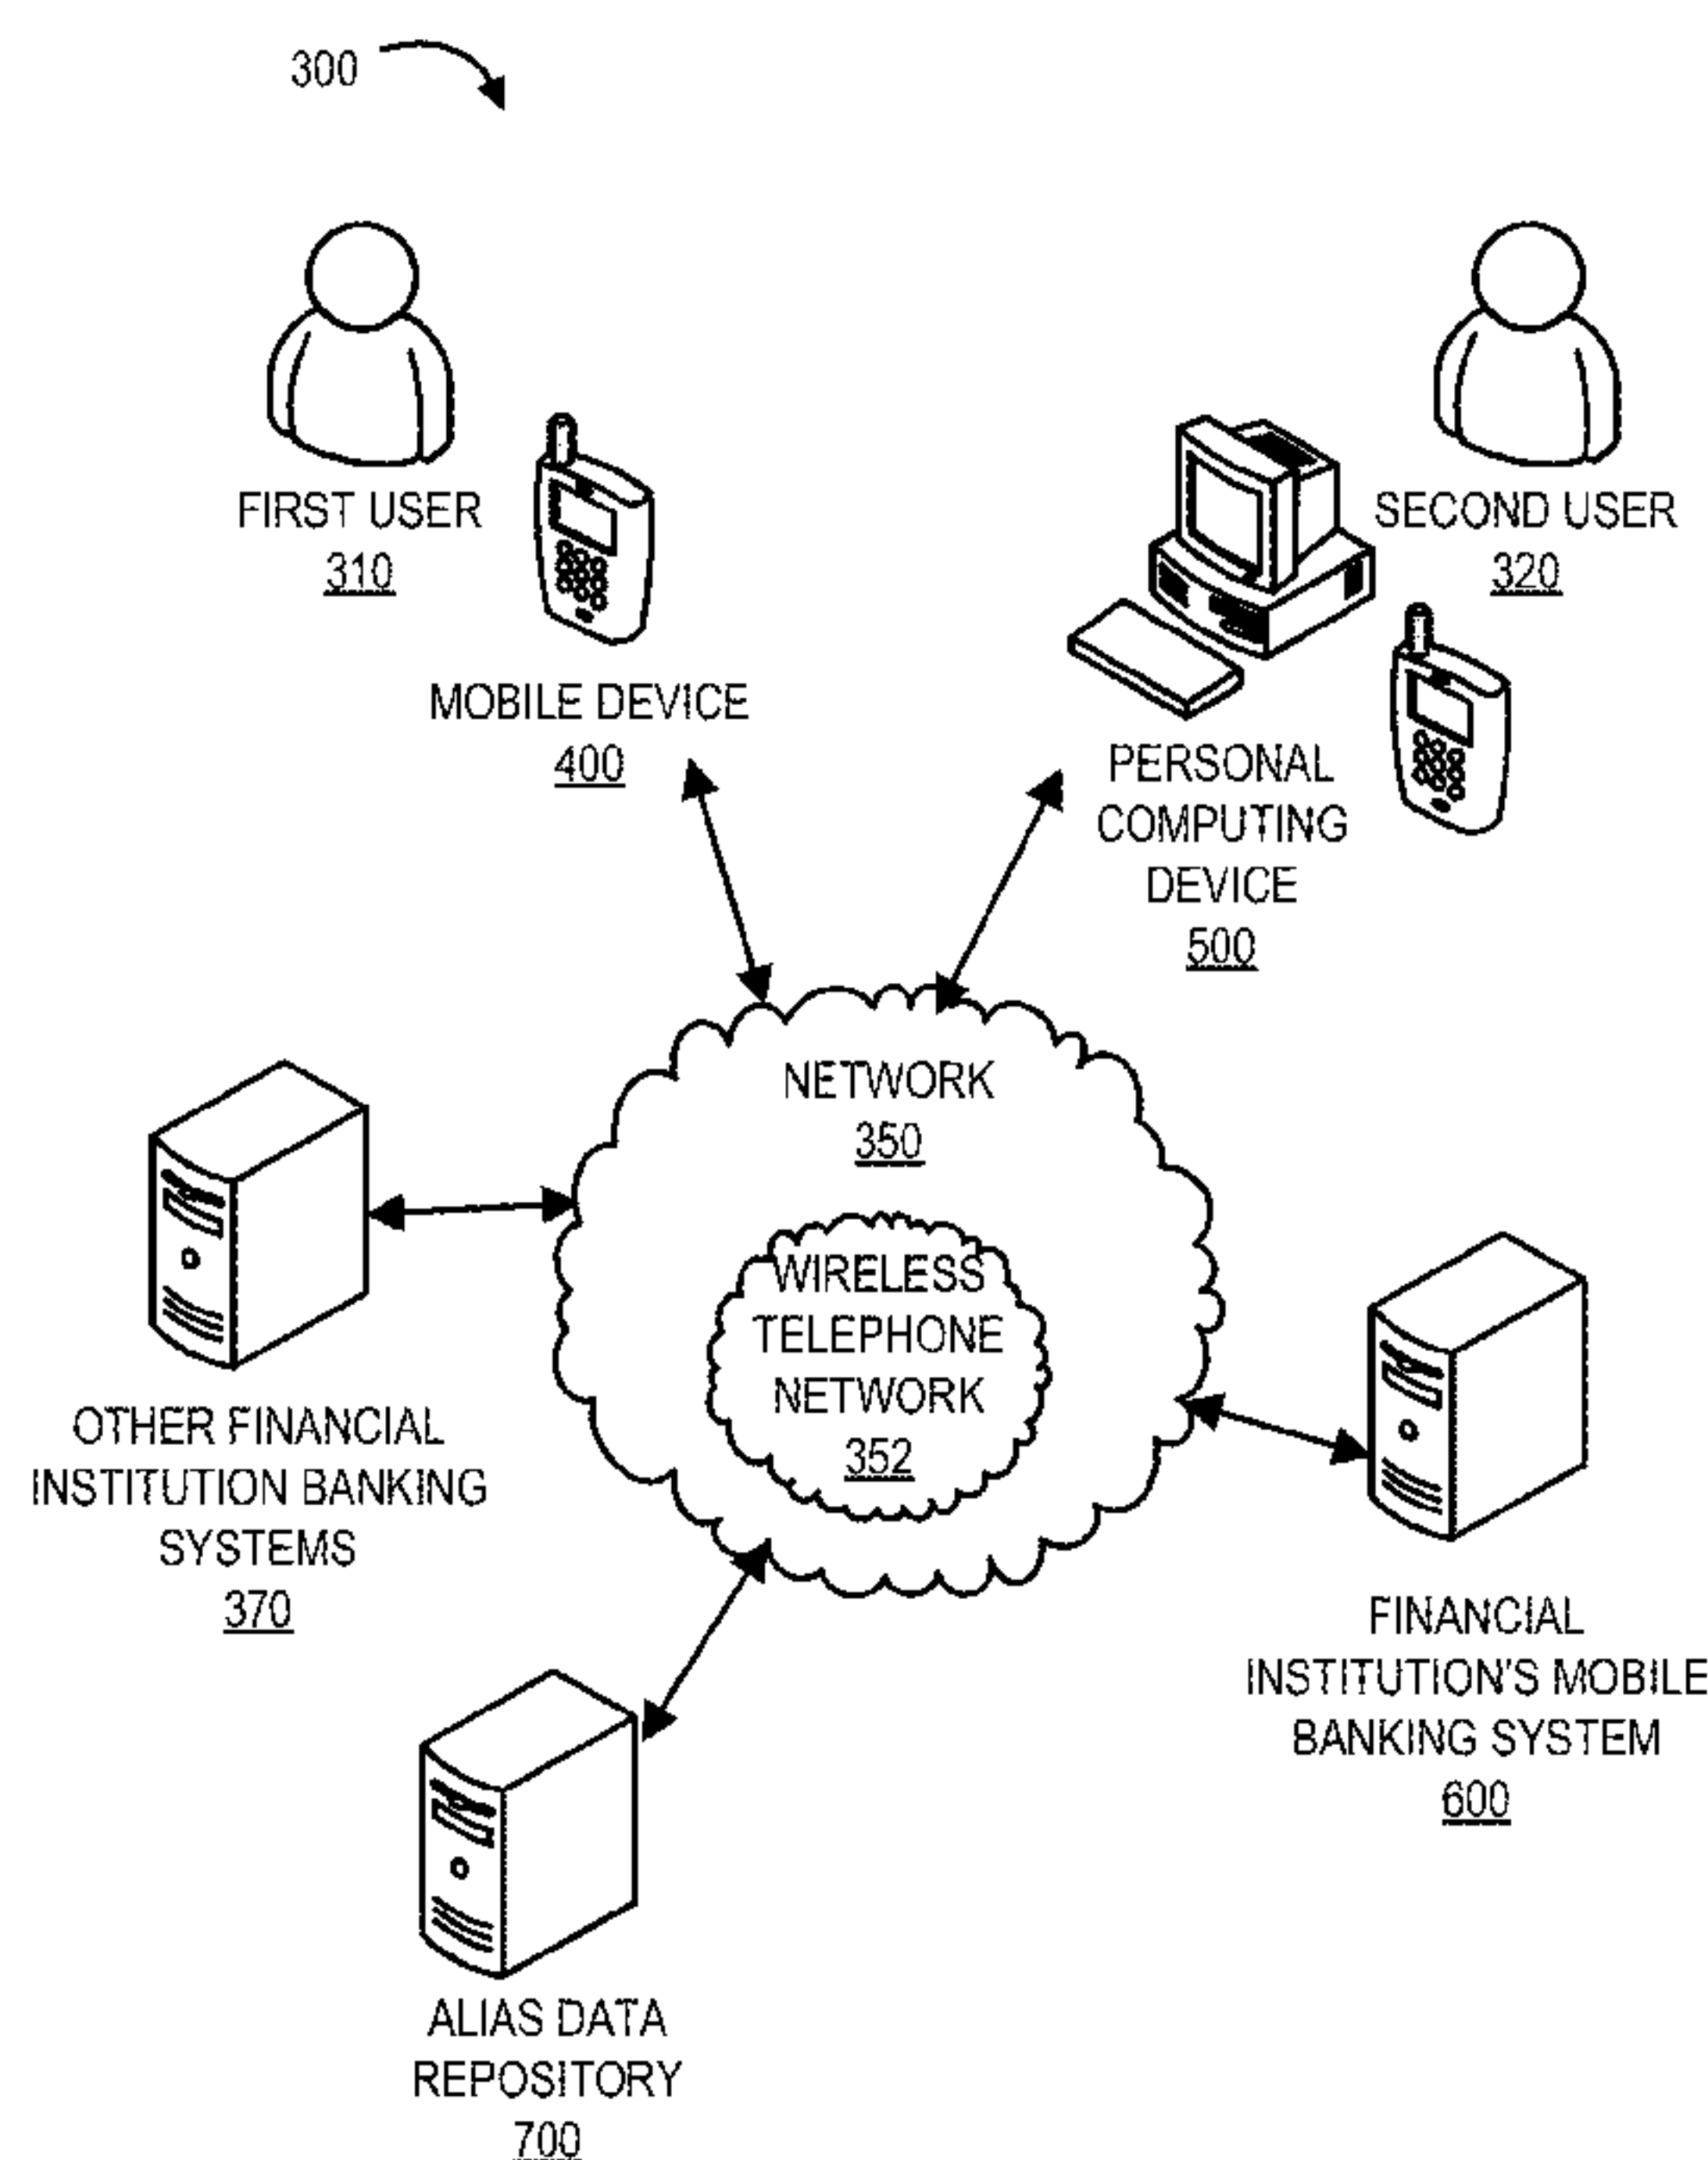 300
FIRST USER
310
SECOND USER
320
MOBILE DEVICE
400
PERSONAL
COMPUTING
DEVICE
500
NETWORK
350
WIRELESS
TELEPHONE
NETWORK
352
OTHER FINANCIAL
INSTITUTION BANKING
SYSTEMS
370
FINANCIAL
INSTITUTION'S MOBILE
BANKING SYSTEM
600
ALIAS DATA
REPOSITORY
700